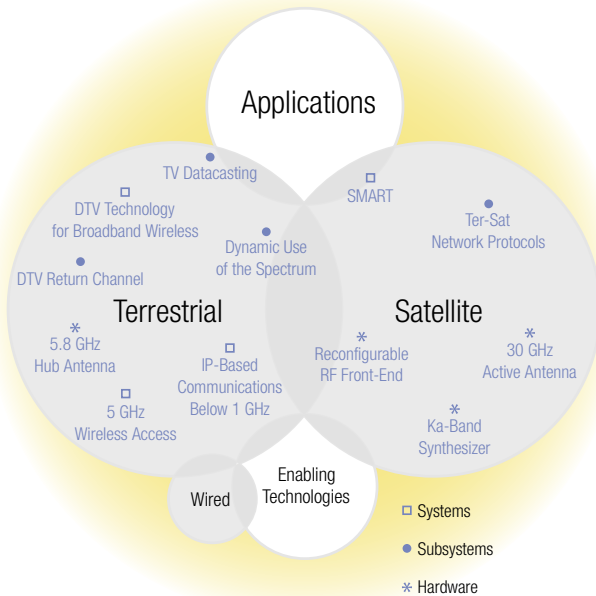 Applications
TV Datacasting
SMART
DTV Technology
for Broadband Wireless
Ter-Sat
Network Protocols
Dynamic Use
of the Spectrum
DTV Return Channel
Terrestrial
Satellite
5.8 GHz
Hub Antenna
IP-Based
Communications
Below 1 GHz
Reconfigurable
RF Front-End
30 GHz
Active Antenna
5 GHz
Wireless Access
Ka-Band
Synthesizer
Wired
Enabling
Technologies
Systems
Subsystems
Hardware